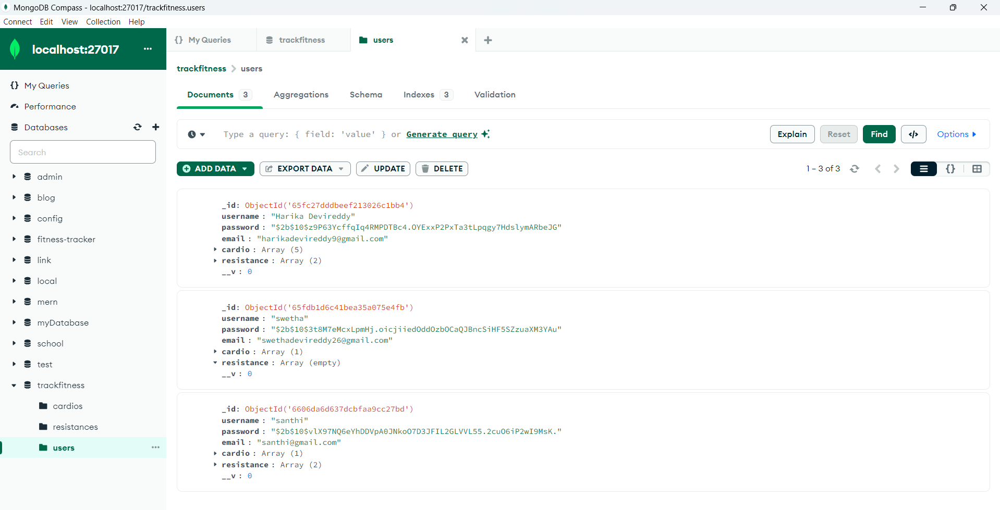 MongoDB Compass - localhost:27017/trackfitness.users
Connect Edit View Collection Help
localhost:27017 ...
{} My Queries
trackfitness
users
trackfitness > users
My Queries
Performance
Databases
Search
admin
blog
config
fitness-tracker
link
local
mern
myDatabase
school
test
trackfitness
cardios
resistances
users ...
Documents 3 Aggregations Schema Indexes 3 Validation
Type a query: { field: 'value' } or Generate query
Explain Reset Find </> Options
ADD DATA EXPORT DATA UPDATE DELETE
1 – 3 of 3 {}
_id: ObjectId('65fc27dddbeef213026c1bb4')
username : "Harika Devireddy"
password : "$2b$10$z9P63YcffqIq4RMPDTBc4.OYExxP2PxTa3tLpqgy7HdslymARbeJG"
email : "harikadevireddy9@gmail.com"
cardio : Array (5)
resistance : Array (2)
__v : 0
_id: ObjectId('65fdb1d6c41bea35a075e4fb')
username : "swetha"
password : "$2b$10$3t8M7eMcxLpmHj.oicjiiedOddOzbOCaQJBncSiHF5SZzuaXM3YAu"
email : "swethadevireddy26@gmail.com"
cardio : Array (1)
resistance : Array (empty)
__v : 0
_id: ObjectId('6606da6d637dcbfaa9cc27bd')
username : "santhi"
password : "$2b$10$vlX97NQ6eYhDDVpA0JNkoO7D3JFIL2GLVVL55.2cuO6iP2wI9MsK."
email : "santhi@gmail.com"
cardio : Array (1)
resistance : Array (2)
__v : 0